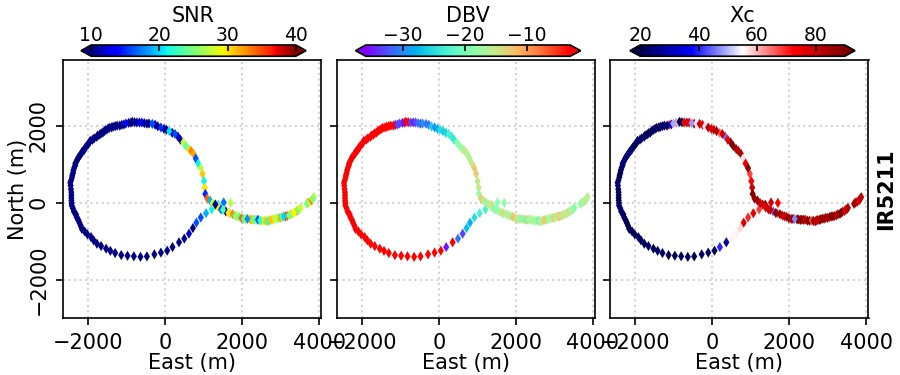 SNR DBV Xc
10 20 30 40 −30 −20 −10 20 40 60 80
2000
0
−2000
North (m)
−2000 0 2000 4000 −2000 0 2000 4000 −2000 0 2000 4000
East (m) East (m) East (m)
IR5211